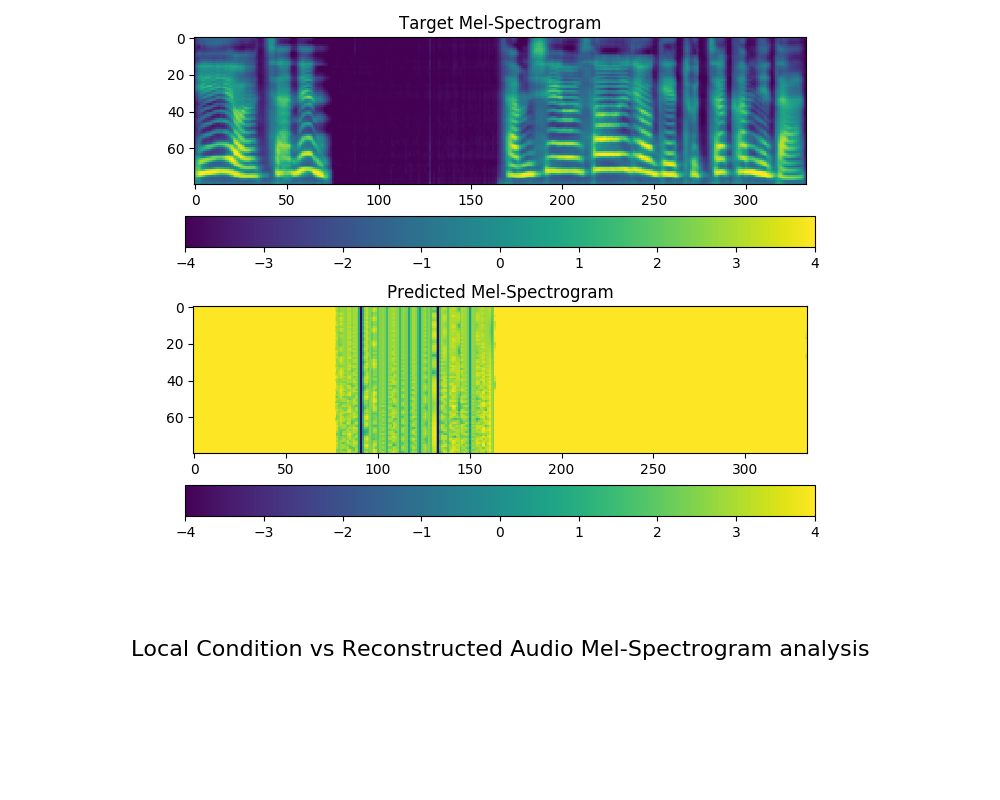 Target Mel-Spectrogram
0
20
40
60
0 50 100 150 200 250 300
−4 −3 −2 −1 0 1 2 3 4
Predicted Mel-Spectrogram
0
20
40
60
0 50 100 150 200 250 300
−4 −3 −2 −1 0 1 2 3 4
Local Condition vs Reconstructed Audio Mel-Spectrogram analysis